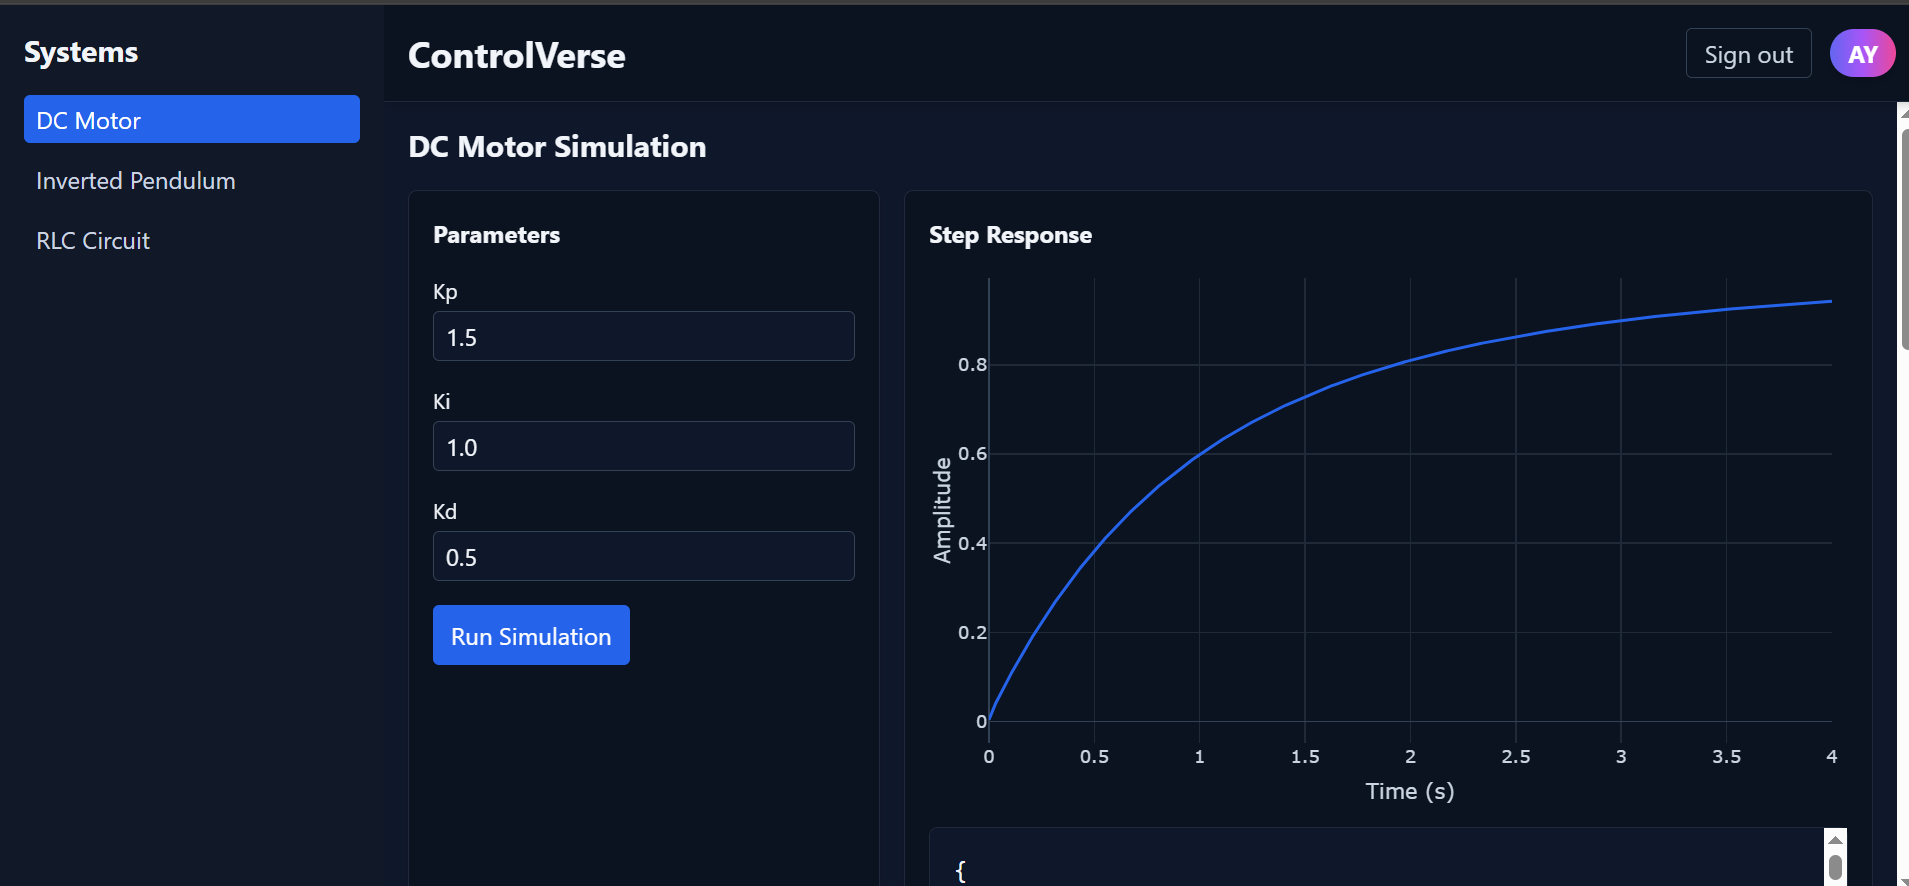 Systems
DC Motor
Inverted Pendulum
RLC Circuit
ControlVerse
Sign out
AY
DC Motor Simulation
Parameters
Kp
1.5
Ki
1.0
Kd
0.5
Run Simulation
Step Response
Amplitude
0.8
0.6
0.4
0.2
0
0 0.5 1 1.5 2 2.5 3 3.5 4
Time (s)
{